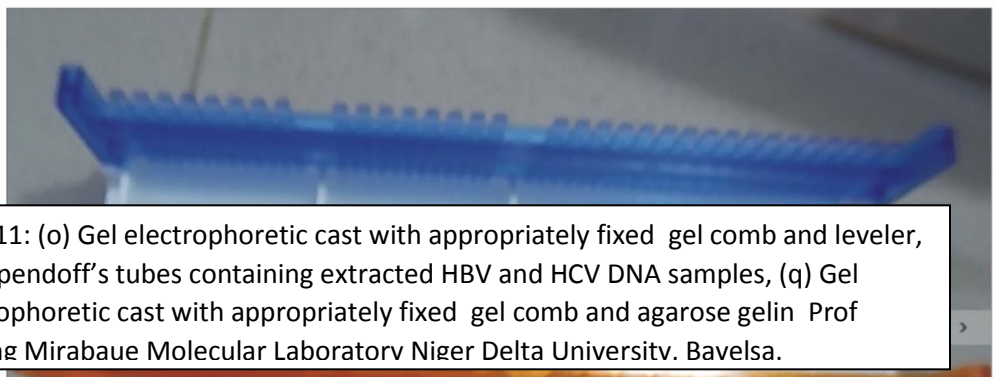 11: (o) Gel electrophoretic cast with appropriately fixed gel comb and leveler,
pendoff's tubes containing extracted HBV and HCV DNA samples, (q) Gel
ophoretic cast with appropriately fixed gel comb and agarose gelin Prof
Mirabaue Molecular Laboratory Niger Delta University. Bayelsa.